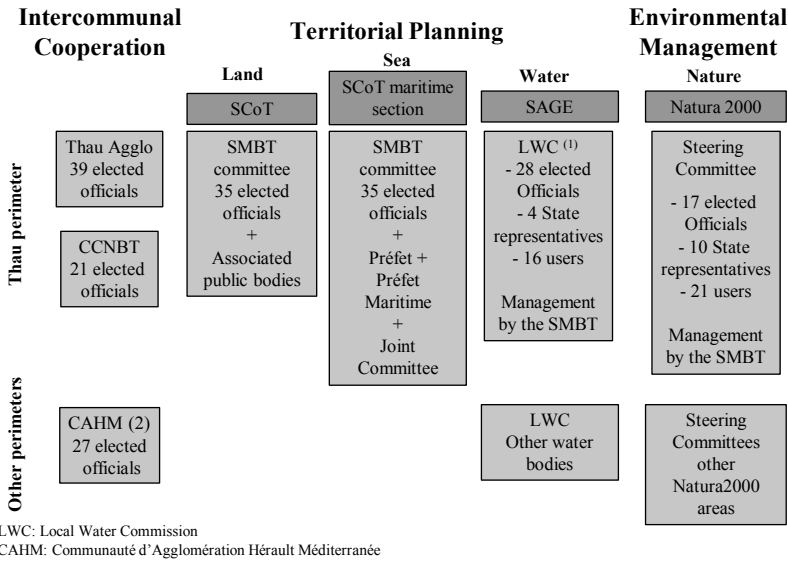 Intercommunal
Cooperation
Territorial Planning
Environmental
Management
Land
Sea
Water
Nature
SCoT
SCoT maritime
section
SAGE
Natura 2000
Thau perimeter
Thau Agglo
39 elected
officials
CCNBT
21 elected
officials
SMBT
committee
35 elected
officials
+
Associated
public bodies
SMBT
committee
35 elected
officials
+
Préfet +
Préfet
Maritime
+
Joint
Committee
LWC (1)
- 28 elected
Officials
- 4 State
representatives
- 16 users
Management
by the SMBT
Steering
Committee
- 17 elected
Officials
- 10 State
representatives
- 21 users
Management
by the SMBT
Other perimeters
CAHM (2)
27 elected
officials
LWC
Other water
bodies
Steering
Committees
other
Natura2000
areas
LWC: Local Water Commission
CAHM: Communauté d'Agglomération Hérault Méditerranée